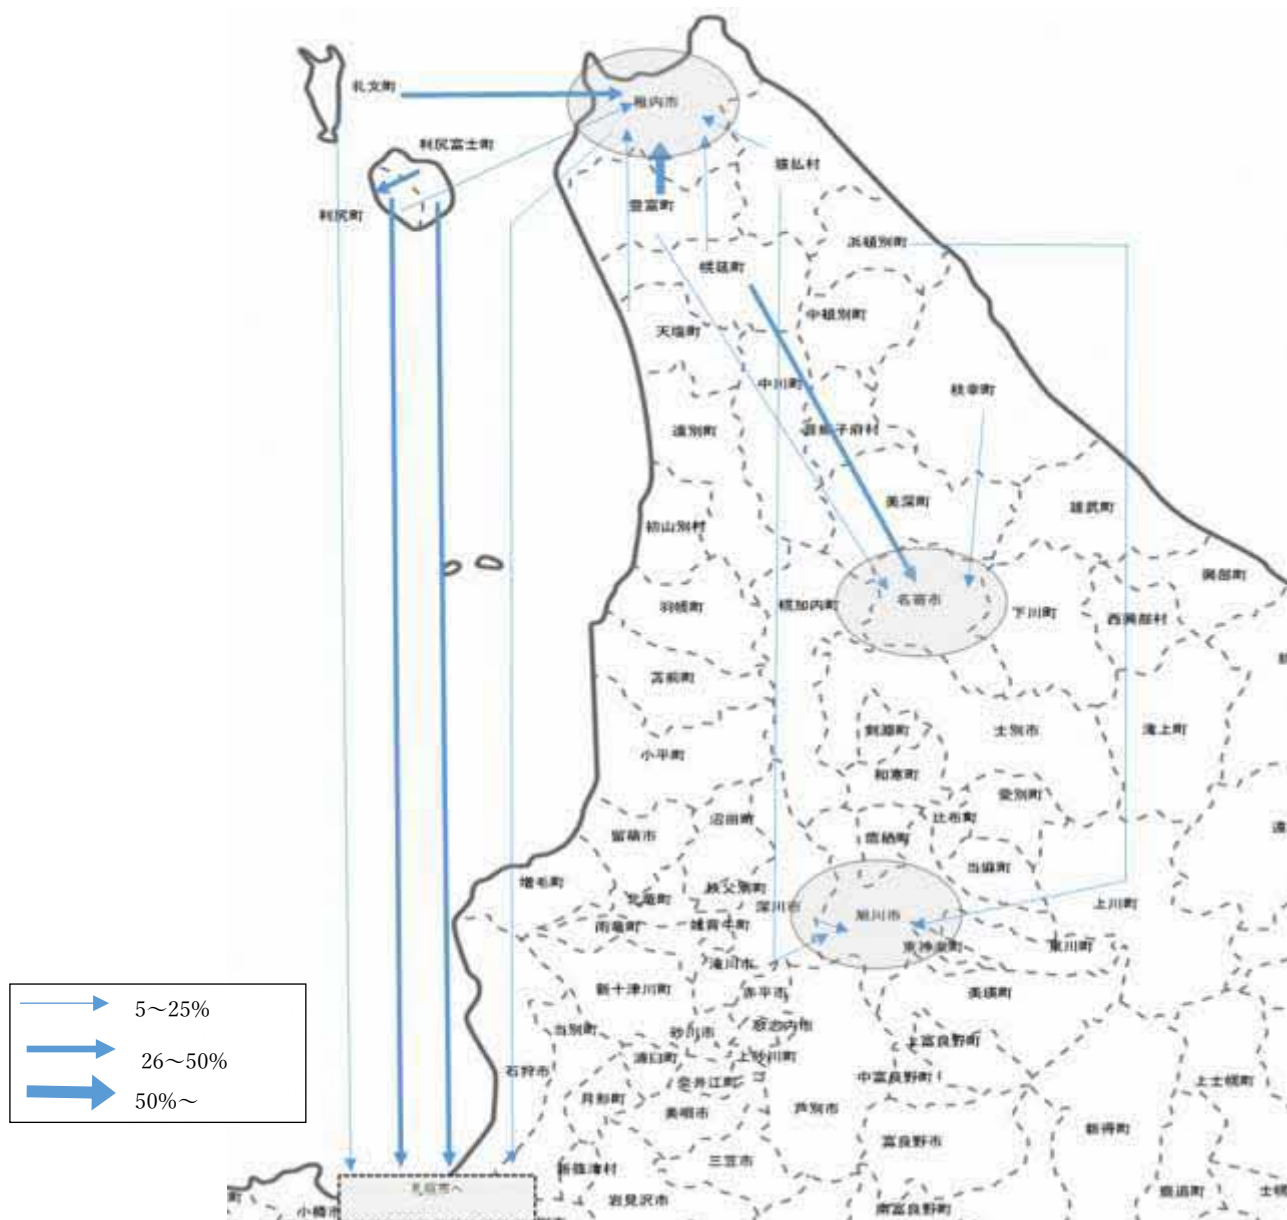 礼文町
稚内市
利尻富士町
猿払村
利尻町
豊富町
浜頓別町
幌延町
中頓別町
天塩町
中川町
枝幸町
遠別町
音威子府村
美深町
雄武町
初山別村
興部町
羽幌町
幌加内町
名寄市
下川町
西興部村
苫前町
剣淵町
士別市
滝上町
小平町
和寒町
愛別町
沼田町
比布町
留萌市
鷹栖町
当麻町
増毛町
秩父別町
北竜町
深川市
旭川市
上川町
雨竜町
妹背牛町
東神楽町
東川町
滝川市
新十津川町
赤平市
美瑛町
5～25%
当別町
砂川市
歌志内市
上富良野町
26～50%
浦臼町
上砂川町
石狩市
中富良野町
奈井江町
上士幌町
50%～
月形町
美唄市
芦別市
新得町
富良野市
三笠市
新篠津村
札幌市へ
岩見沢市
鹿追町
小樽市
南富良野町